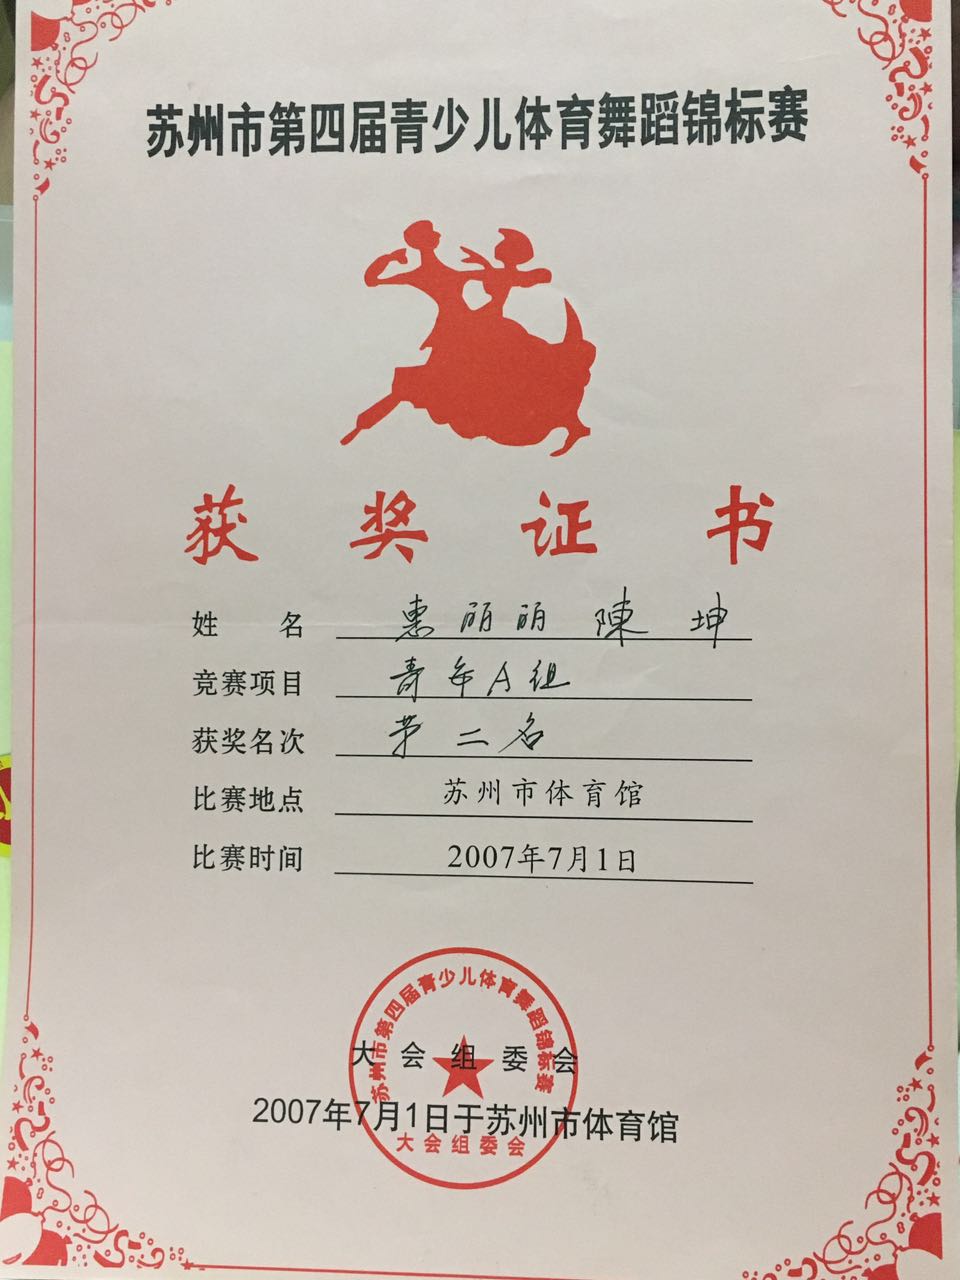 苏州市第四届青少儿体育舞蹈锦标赛
获奖证书
姓名 惠丽丽 陳坤
竞赛项目 青年A组
获奖名次 第二名
比赛地点 苏州市体育馆
比赛时间 2007年7月1日
苏州市第四届青少儿体育舞蹈锦标赛
大会组委会
2007年7月1日于苏州市体育馆
大会组委会